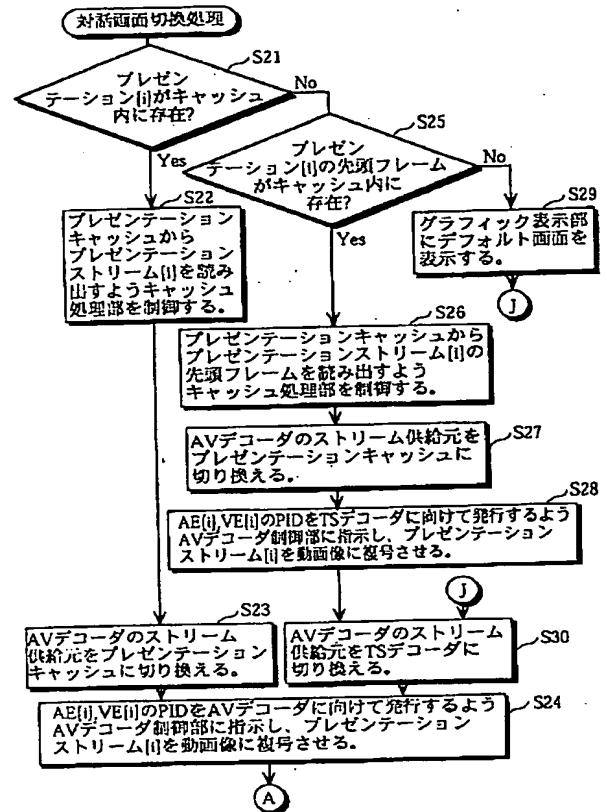 対話画面切換処理
S21
プレゼン
テーション[i]がキャッシュ
内に存在?
No
Yes
S25
プレゼン
テーション[i]の先頭フレーム
がキャッシュ内に
存在?
No
Yes
S22
プレゼンテーション
キャッシュから
プレゼンテーション
ストリーム[i]を読み
出すようキャッシュ
処理部を制御する。
S29
グラフィック表示部
にデフォルト画面を
表示する。
J
S26
プレゼンテーションキャッシュから
プレゼンテーションストリーム[i]の
先頭フレームを読み出すよう
キャッシュ処理部を制御する。
S27
AVデコーダのストリーム供給元を
プレゼンテーションキャッシュに
切り換える。
S28
AE[i],VE[i]のPIDをTSデコーダに向けて発行するよう
AVデコーダ制御部に指示し、プレゼンテーション
ストリーム[i]を動画像に復号させる。
J
S23
AVデコーダのストリーム
供給元をプレゼンテーション
キャッシュに切り換える。
S30
AVデコーダのストリーム
供給元をTSデコーダに
切り換える。
S24
AE[i],VE[i]のPIDをAVデコーダに向けて発行するよう
AVデコーダ制御部に指示し、プレゼンテーション
ストリーム[i]を動画像に復号させる。
A